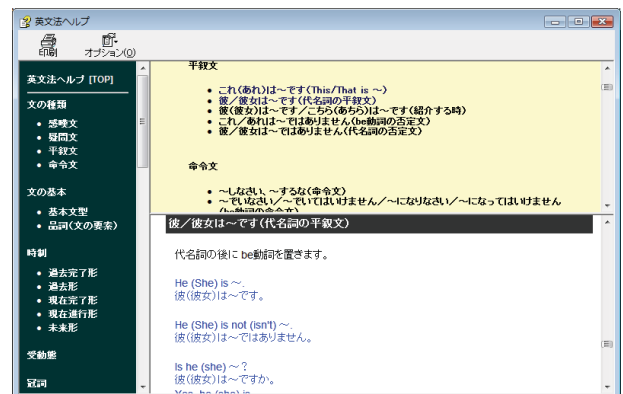 英文法ヘルプ
印刷
オプション(O)
英文法ヘルプ [TOP]
文の種類
感嘆文
疑問文
平叙文
命令文
文の基本
基本文型
品詞(文の要素)
時制
過去完了形
過去形
現在完了形
現在進行形
未来形
受動態
冠詞
平叙文
これ(あれ)は～です(This/That is ～)
彼／彼女は～です(代名詞の平叙文)
彼(彼女)は～です／こちら(あちら)は～です(紹介する時)
これ／あれは～ではありません(be動詞の否定文)
彼／彼女は～ではありません(代名詞の否定文)
命令文
～しなさい、～するな(命令文)
～でいなさい／～でいてはいけません／～になりなさい／～になってはいけません
(be動詞の命令文)
彼／彼女は～です(代名詞の平叙文)
代名詞の後に be動詞を置きます。
He (She) is ～.
彼(彼女)は～です。
He (She) is not (isn't) ～.
彼(彼女)は～ではありません。
Is he (she) ～？
彼(彼女)は～ですか。
Yes, he (she) is.